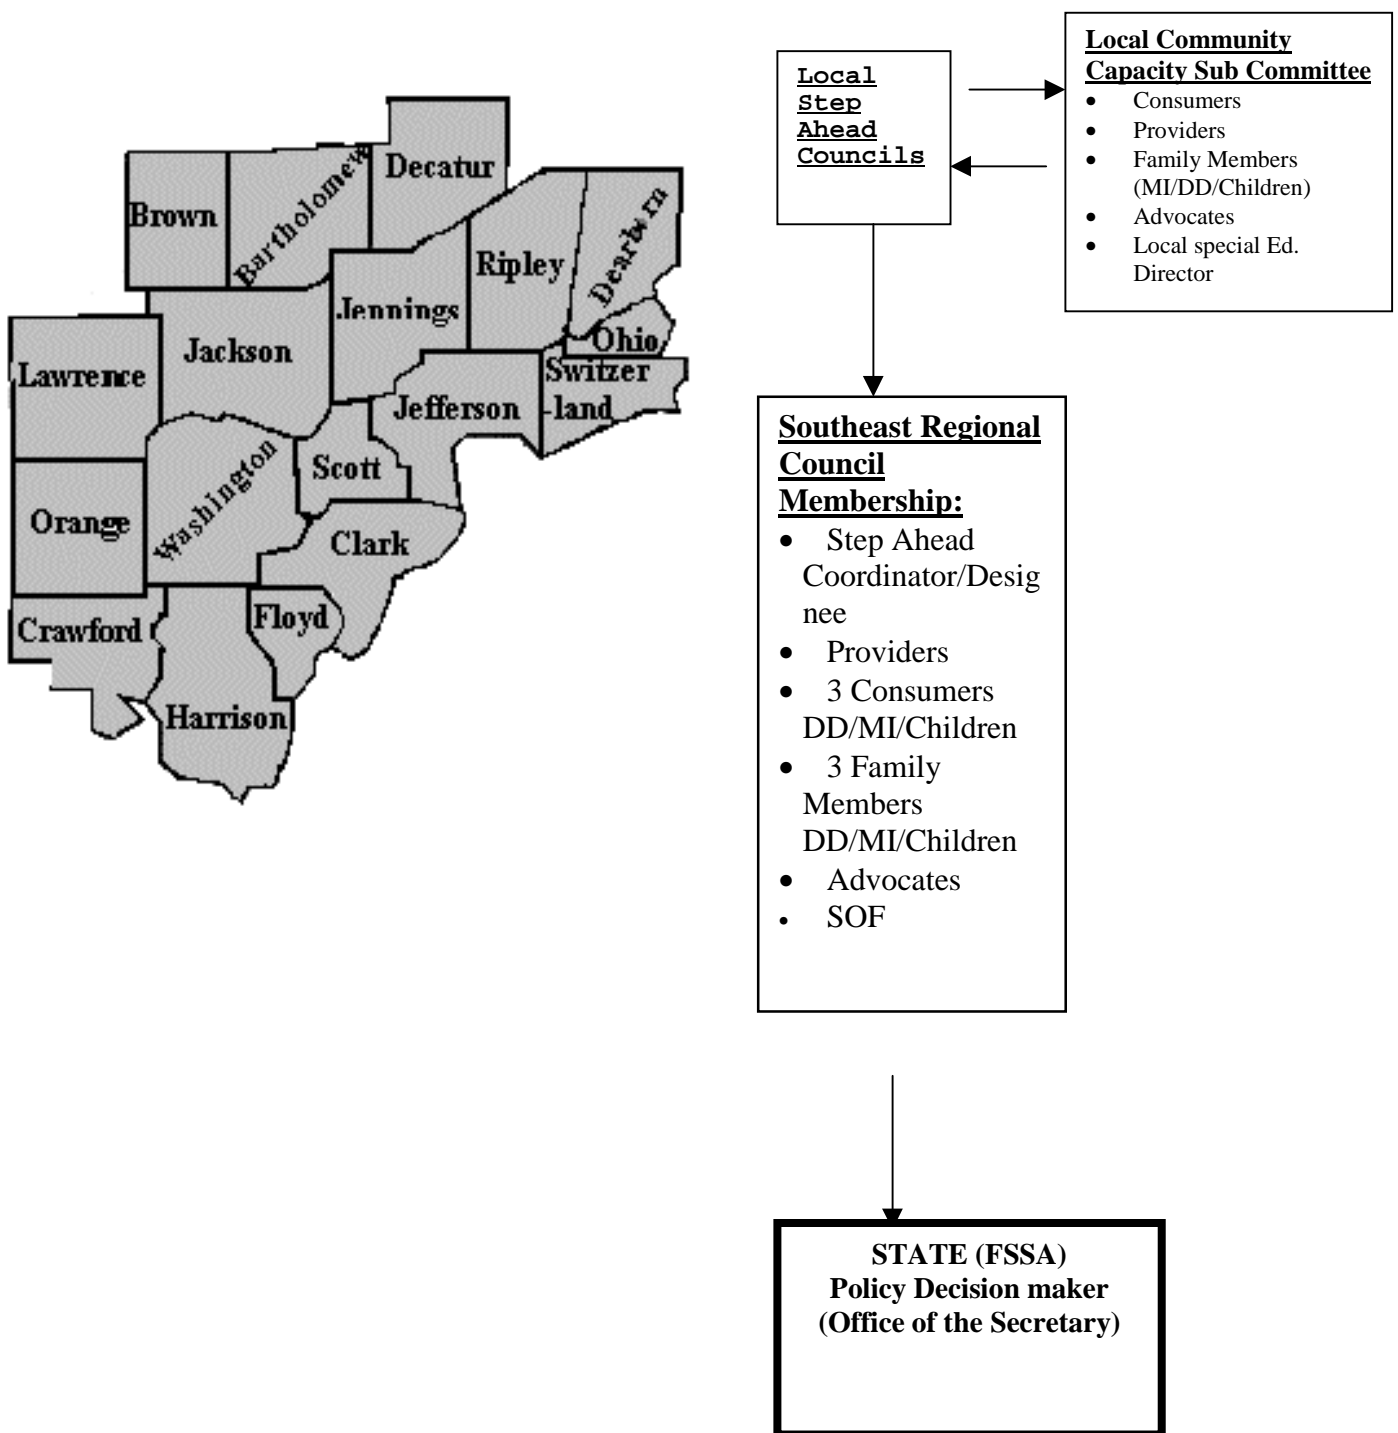 Decatur
Brown
Bartholomew
Ripley
Dearborn
Jennings
Ohio
Jackson
Lawrence
Switzer
-land
Jefferson
Scott
Washington
Orange
Clark
Floyd
Crawford
Harrison
Local
Step
Ahead
Councils
Local Community
Capacity Sub Committee
• Consumers
• Providers
• Family Members
(MI/DD/Children)
• Advocates
• Local special Ed.
Director
Southeast Regional
Council
Membership:
• Step Ahead
Coordinator/Desig
nee
• Providers
• 3 Consumers
DD/MI/Children
• 3 Family
Members
DD/MI/Children
• Advocates
• SOF
STATE (FSSA)
Policy Decision maker
(Office of the Secretary)